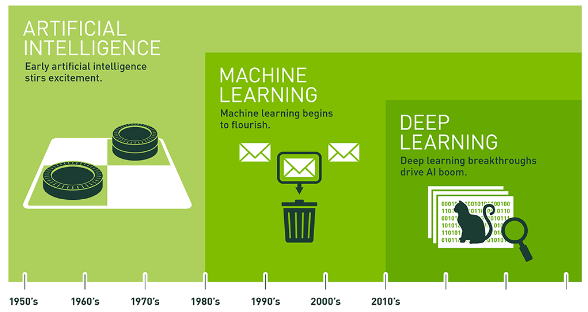 ARTIFICIAL
INTELLIGENCE
Early artificial intelligence
stirs excitement.
MACHINE
LEARNING
Machine learning begins
to flourish.
DEEP
LEARNING
Deep learning breakthroughs
drive AI boom.
1950's 1960's 1970's 1980's 1990's 2000's 2010's